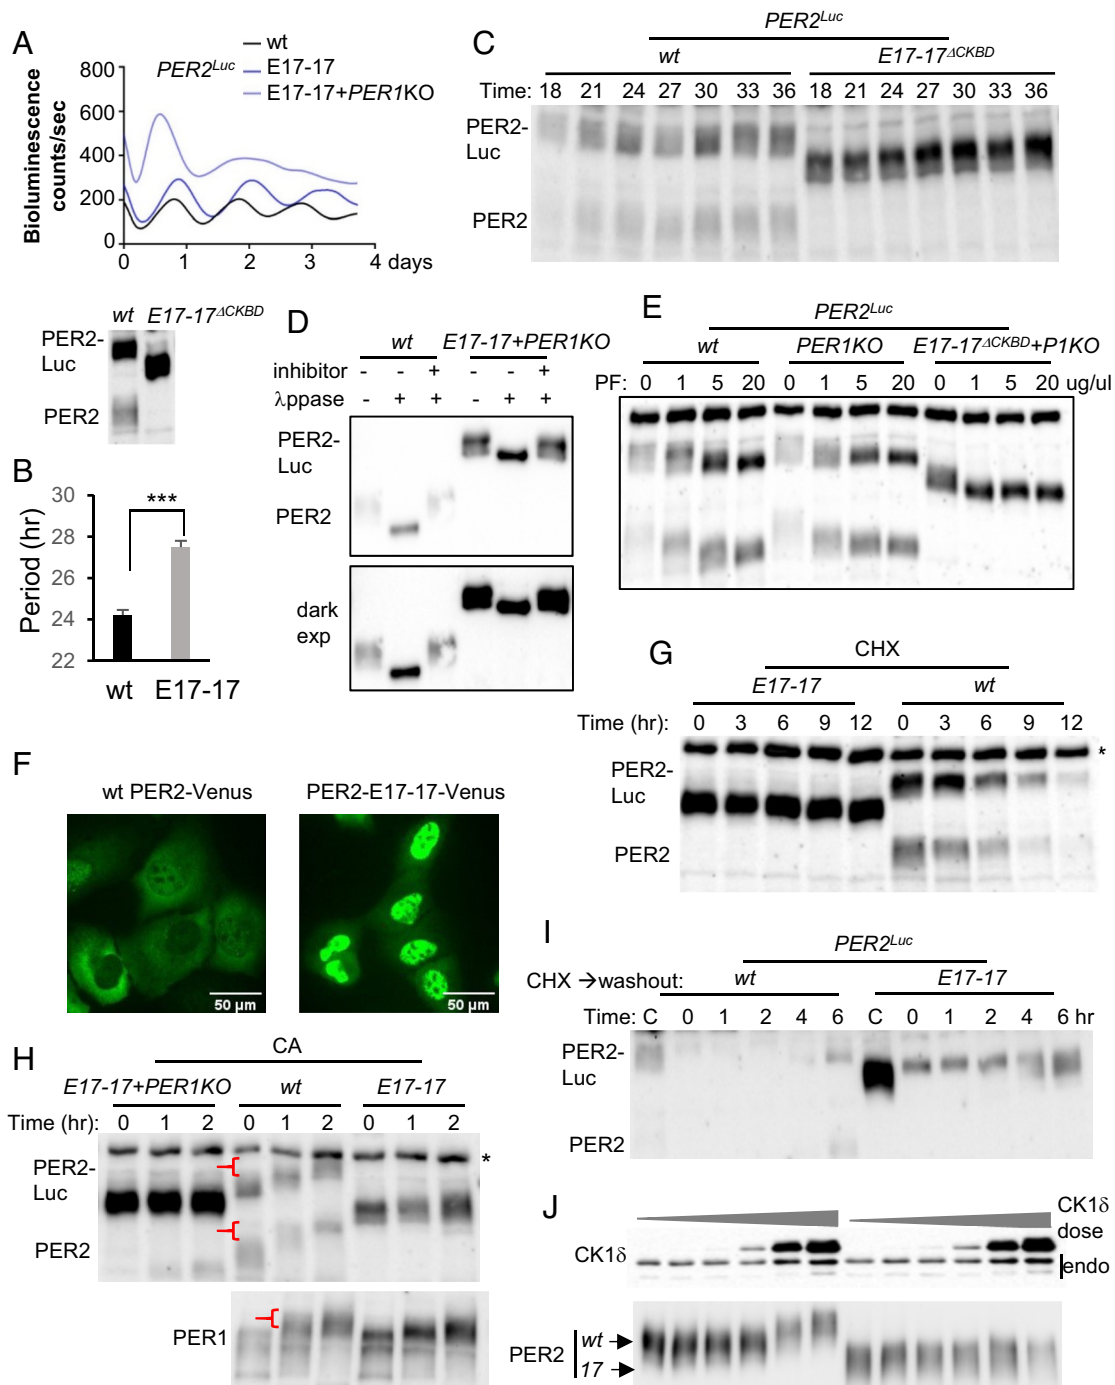 A
wt
E17-17
E17-17+PER1KO
PER2Luc
Bioluminescence
counts/sec
800
600
400
200
0
0 1 2 3 4 days
wt E17-17ΔCKBD
PER2-
Luc
PER2
B
Period (hr)
30
28
26
24
22
***
wt E17-17
C
PER2Luc
wt E17-17ΔCKBD
Time: 18 21 24 27 30 33 36 18 21 24 27 30 33 36
PER2-
Luc
PER2
D
wt E17-17+PER1KO
inhibitor - - + - - +
λppase - + + - + +
PER2-
Luc
PER2
dark
exp
E
PER2Luc
wt PER1KO E17-17ΔCKBD+P1KO
PF: 0 1 5 20 0 1 5 20 0 1 5 20 ug/ul
F
wt PER2-Venus PER2-E17-17-Venus
50 µm 50 µm
G
CHX
E17-17 wt
Time (hr): 0 3 6 9 12 0 3 6 9 12
PER2-
Luc
PER2
*
H
CA
E17-17+PER1KO wt E17-17
Time (hr): 0 1 2 0 1 2 0 1 2
PER2-
Luc
PER2
*
PER1
I
PER2Luc
CHX →washout: wt E17-17
Time: C 0 1 2 4 6 C 0 1 2 4 6 hr
PER2-
Luc
PER2
J
CK1δ
dose
CK1δ
endo
PER2
wt
17